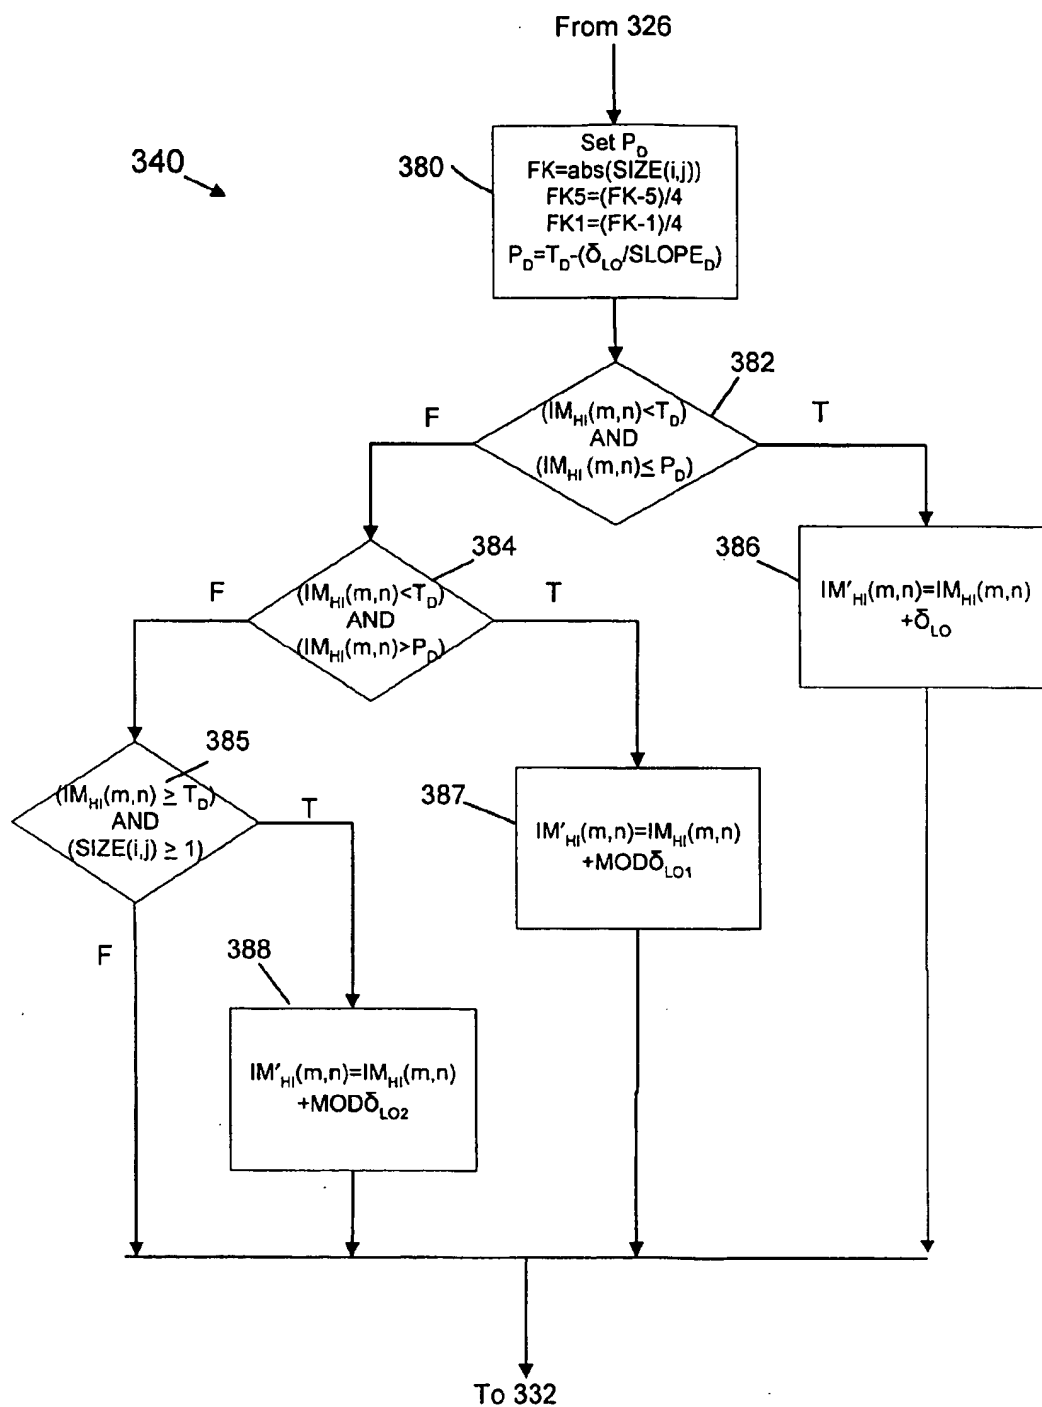 From 326
340
380
Set P_D
FK=abs(SIZE(i,j))
FK5=(FK-5)/4
FK1=(FK-1)/4
P_D=T_D-(δ_LO/SLOPE_D)
382
F
(IM_HI(m,n)<T_D)
AND
(IM_HI (m,n)≤ P_D)
T
384
F
(IM_HI(m,n)<T_D)
AND
(IM_HI(m,n)>P_D)
T
386
IM′_HI(m,n)=IM_HI(m,n)
+δ_LO
385
(IM_HI(m,n) ≥ T_D)
AND
(SIZE(i,j) ≥ 1)
T
F
387
IM′_HI(m,n)=IM_HI(m,n)
+MODδ_LO1
388
IM′_HI(m,n)=IM_HI(m,n)
+MODδ_LO2
To 332